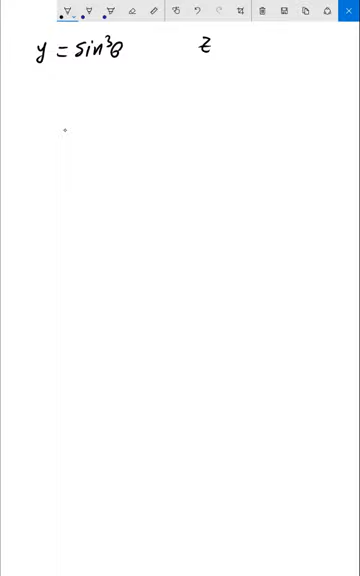 y = sin³θ z